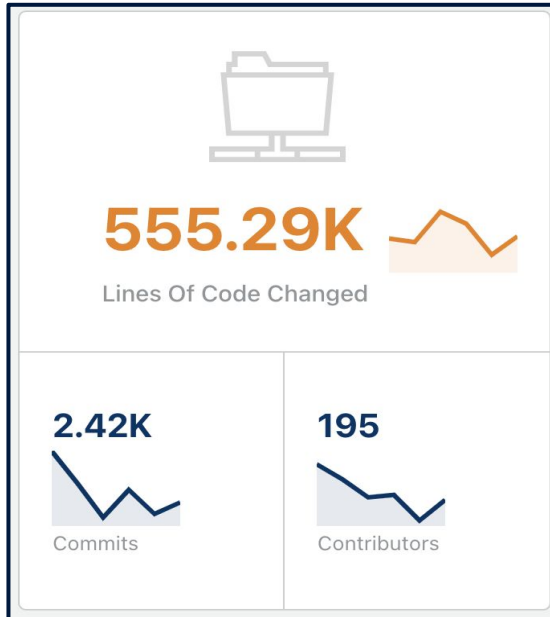 555.29K
Lines Of Code Changed
2.42K
Commits
195
Contributors